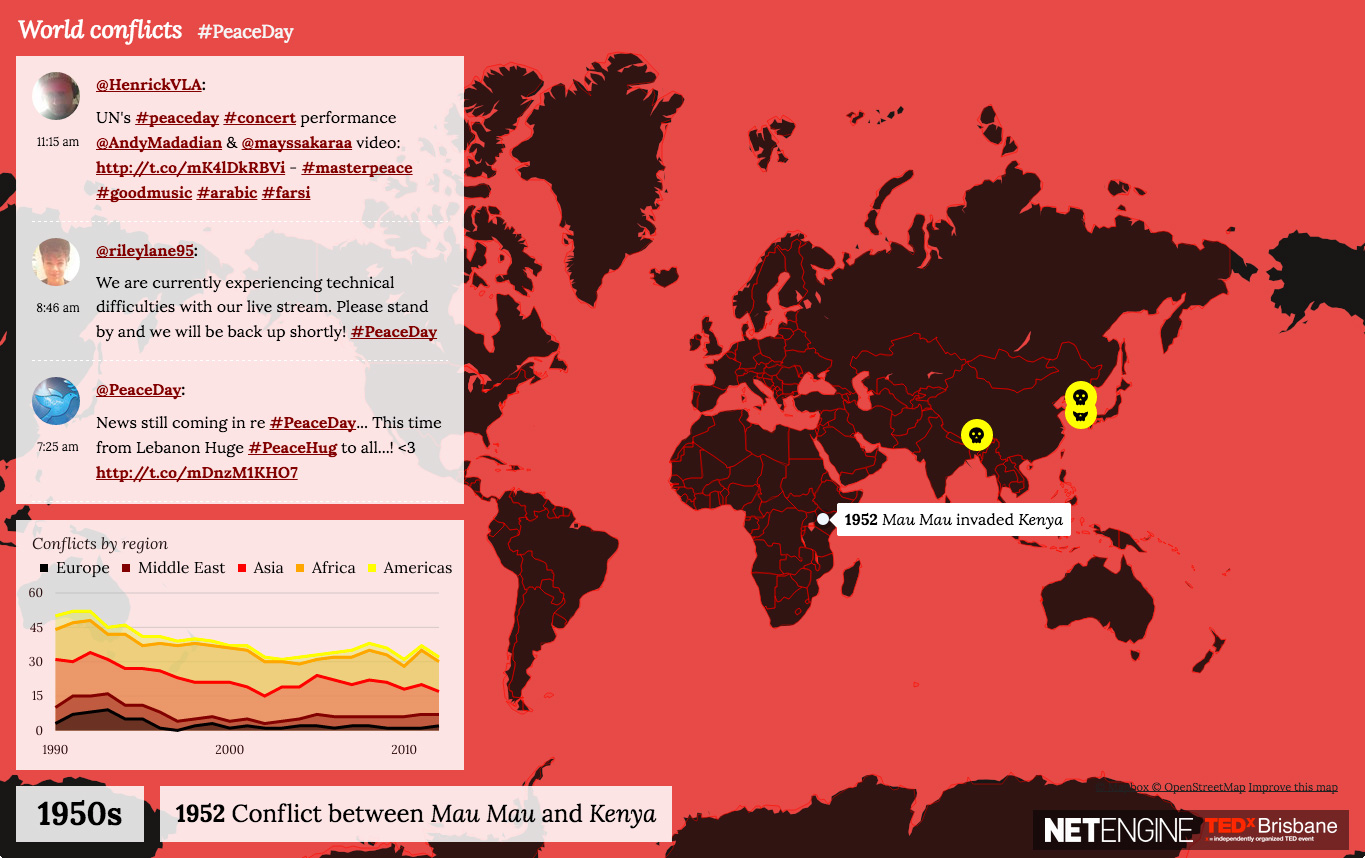 World conflicts #PeaceDay
@HenrickVLA:
UN's #peaceday #concert performance
11:15 am
@AndyMadadian & @mayssakaraa video:
http://t.co/mK4lDkRBVi - #masterpeace
#goodmusic #arabic #farsi
@rileylane95:
We are currently experiencing technical
8:46 am
difficulties with our live stream. Please stand
by and we will be back up shortly! #PeaceDay
@PeaceDay:
News still coming in re #PeaceDay... This time
7:25 am
from Lebanon Huge #PeaceHug to all...! <3
http://t.co/mDnzM1KHO7
1952 Mau Mau invaded Kenya
Conflicts by region
Europe Middle East Asia Africa Americas
60
45
30
15
0
1990 2000 2010
© OpenStreetMap Improve this map
1950s
1952 Conflict between Mau Mau and Kenya
NETENGINE TEDxBrisbane
x = independently organized TED event